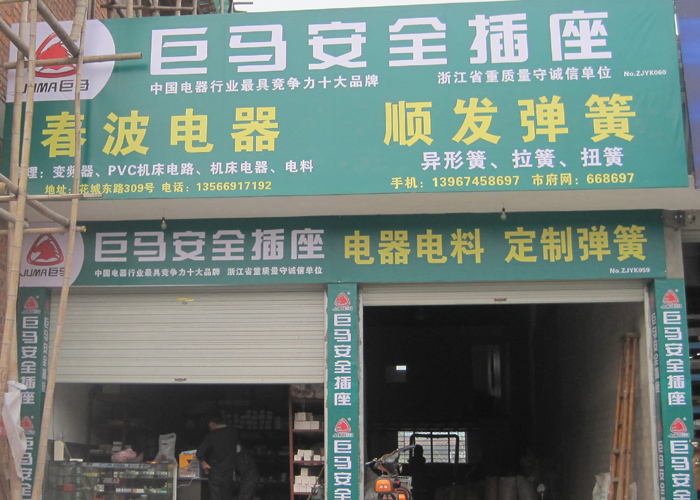 巨马安全插座
JUMA巨马
中国电器行业最具竞争力十大品牌
浙江省重质量守诚信单位
No.ZJYK060
春波电器
顺发弹簧
理：变频器、PVC机床电路、机床电器、电料
异形簧、拉簧、扭簧
地址：花城东路309号 电话：13566917192
手机：13967458697 市府网：668697
JUMA巨马
巨马安全插座
电器电料 定制弹簧
中国电器行业最具竞争力十大品牌 浙江省重质量守诚信单位
No.ZJYK059
巨马安全插座
巨马安全插座
巨马安全插座
巨马安全插座